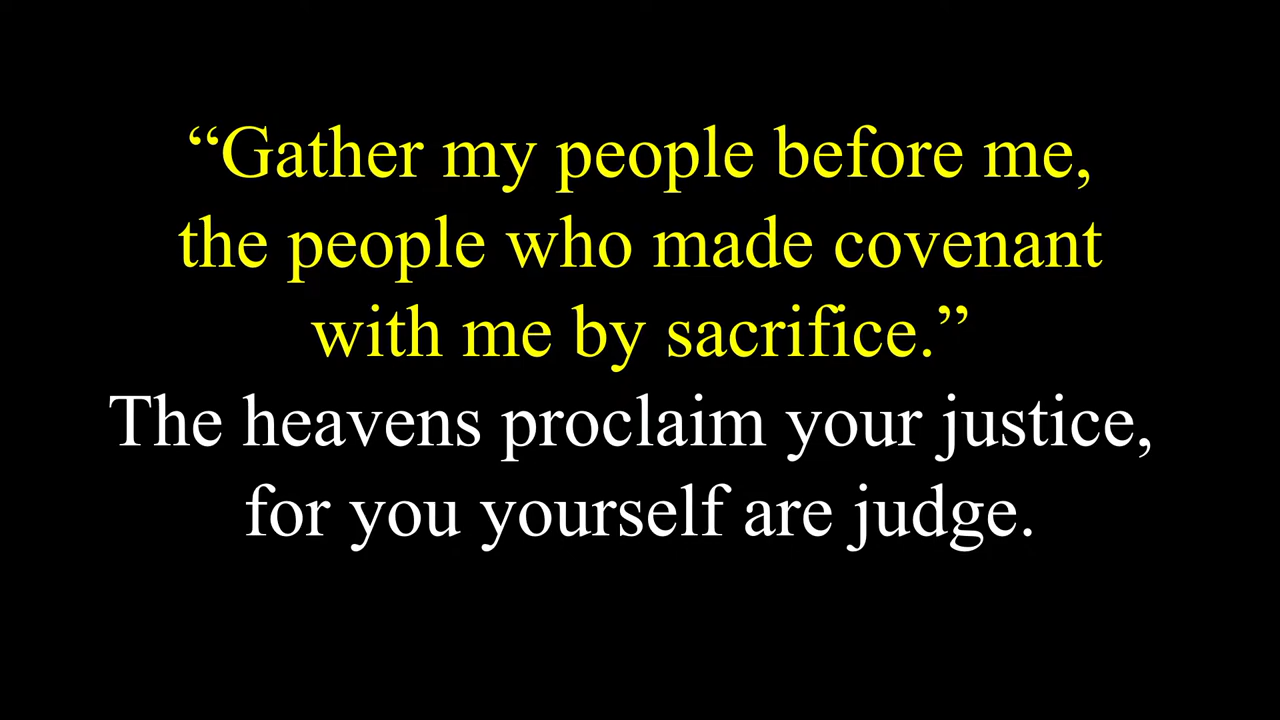 “Gather my people before me,
the people who made covenant
with me by sacrifice.”
The heavens proclaim your justice,
for you yourself are judge.